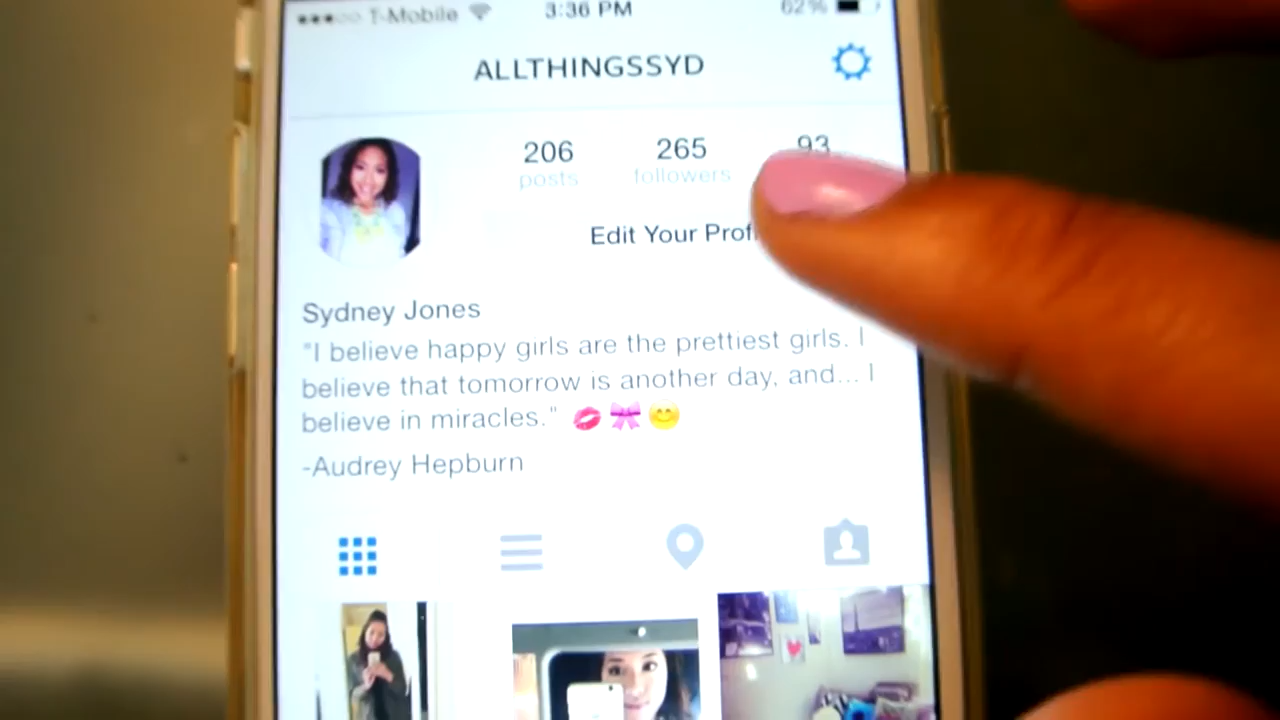 T-Mobile 3:36 PM 62%
ALLTHINGSSYD
206 265 93
posts followers
Edit Your Prof
Sydney Jones
"I believe happy girls are the prettiest girls. I
believe that tomorrow is another day, and... I
believe in miracles." 💋🎀😊
-Audrey Hepburn